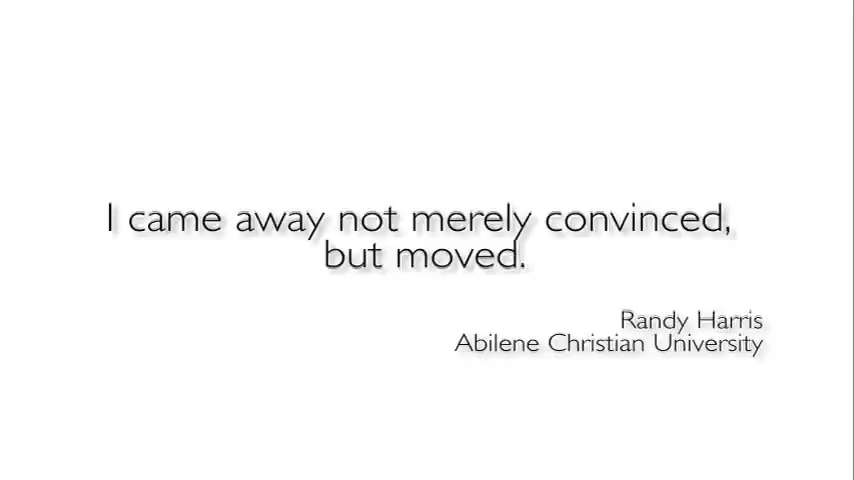 I came away not merely convinced,
but moved.
Randy Harris
Abilene Christian University